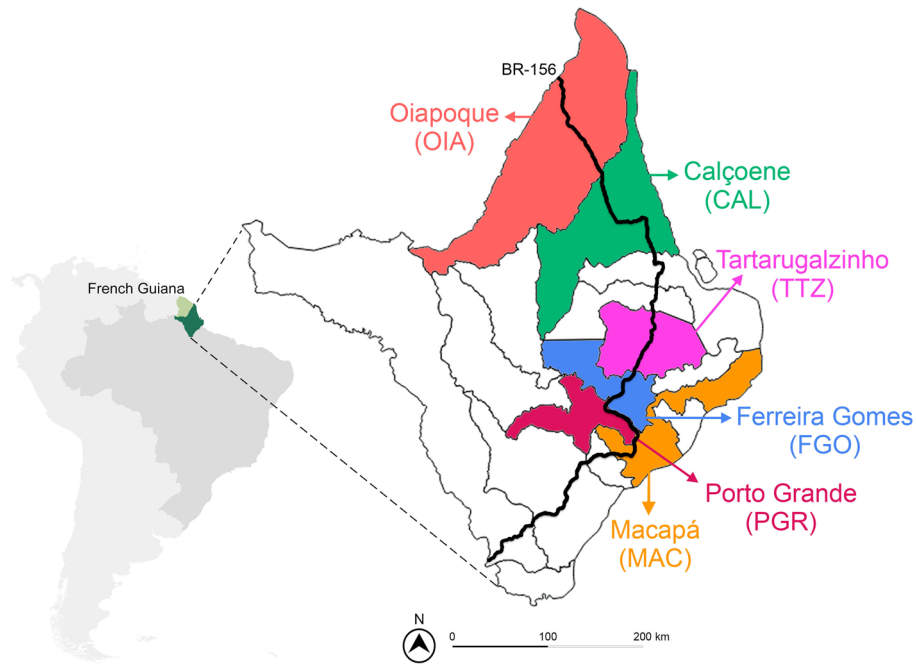 BR-156
Oiapoque
(OIA)
Calçoene
(CAL)
Tartarugalzinho
(TTZ)
French Guiana
Ferreira Gomes
(FGO)
Porto Grande
(PGR)
Macapá
(MAC)
N
0 100 200 km